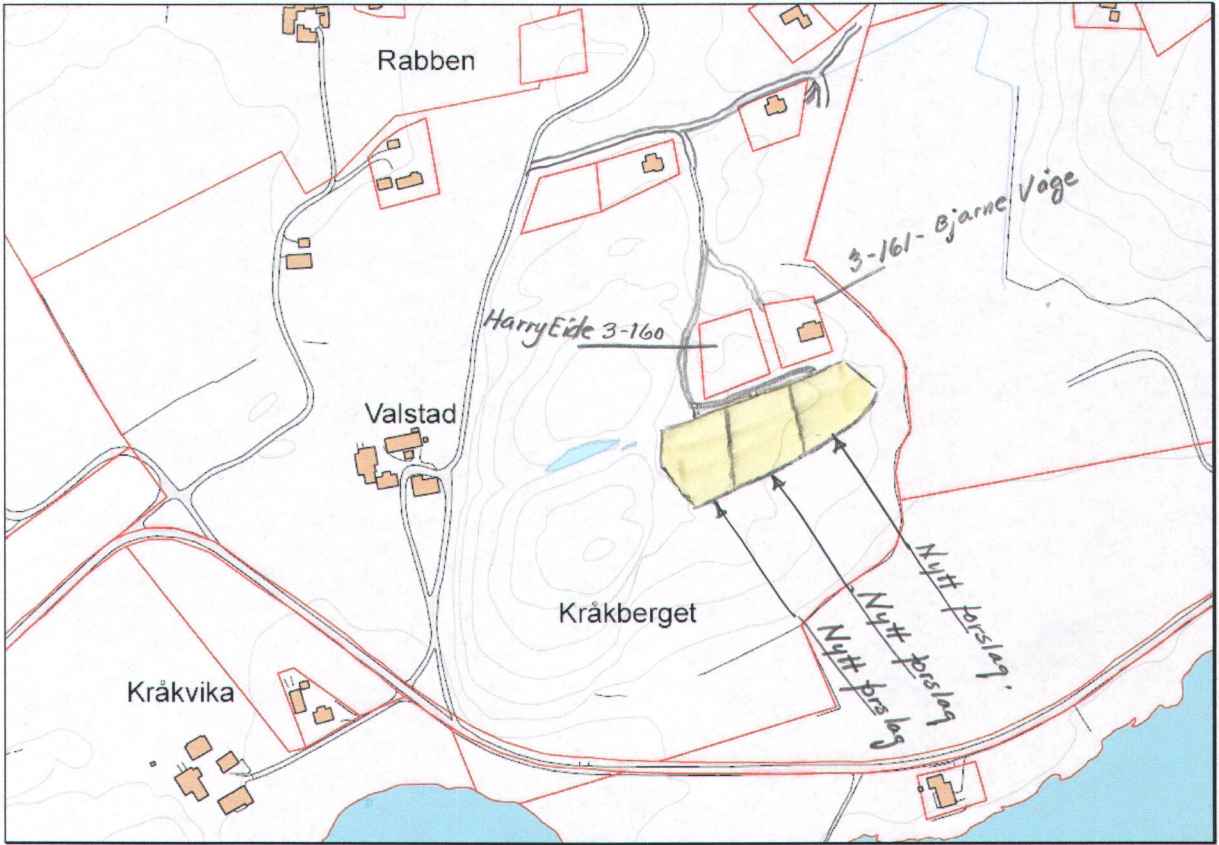 Rabben
3-161- Bjarne Våge
Harry Eide 3-160
Valstad
Kråkberget
Nytt forslag.
Nytt forslag
Nytt forslag
Kråkvika